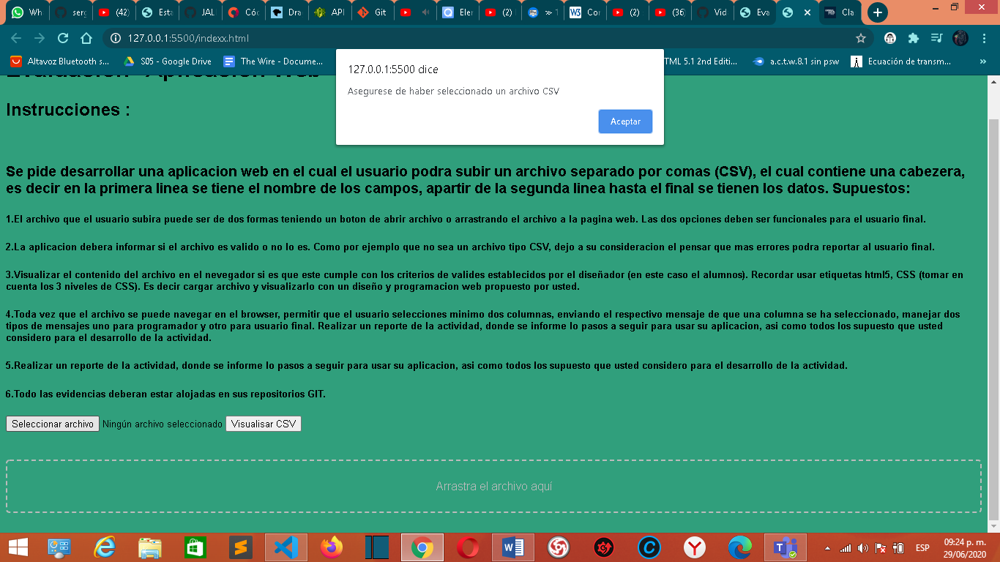 Wh
serg
(42)
Esta
JAL
Cóc
Dra
API
Git
Eler
(2)
≫ T
Cor
(2)
(36)
Vid
Eva
Cla
127.0.0.1:5500/indexx.html
Altavoz Bluetooth s...
S05 - Google Drive
The Wire - Docume...
TML 5.1 2nd Editi...
a.c.t.w.8.1 sin psw
Ecuación de transm...
»
127.0.0.1:5500 dice
Asegurese de haber seleccionado un archivo CSV
Aceptar
Evaluacion- Aplicacion Web
Instrucciones :
Se pide desarrollar una aplicacion web en el cual el usuario podra subir un archivo separado por comas (CSV), el cual contiene una cabezera,
es decir en la primera linea se tiene el nombre de los campos, apartir de la segunda linea hasta el final se tienen los datos. Supuestos:
1.El archivo que el usuario subira puede ser de dos formas teniendo un boton de abrir archivo o arrastrando el archivo a la pagina web. Las dos opciones deben ser funcionales para el usuario final.
2.La aplicacion debera informar si el archivo es valido o no lo es. Como por ejemplo que no sea un archivo tipo CSV, dejo a su consideracion el pensar que mas errores podra reportar al usuario final.
3.Visualizar el contenido del archivo en el nevegador si es que este cumple con los criterios de valides establecidos por el diseñador (en este caso el alumnos). Recordar usar etiquetas html5, CSS (tomar en
cuenta los 3 niveles de CSS). Es decir cargar archivo y visualizarlo con un diseño y programacion web propuesto por usted.
4.Toda vez que el archivo se puede navegar en el browser, permitir que el usuario selecciones minimo dos columnas, enviando el respectivo mensaje de que una columna se ha seleccionado, manejar dos
tipos de mensajes uno para programador y otro para usuario final. Realizar un reporte de la actividad, donde se informe lo pasos a seguir para usar su aplicacion, asi como todos los supuesto que usted
considero para el desarrollo de la actividad.
5.Realizar un reporte de la actividad, donde se informe lo pasos a seguir para usar su aplicacion, asi como todos los supuesto que usted considero para el desarrollo de la actividad.
6.Todo las evidencias deberan estar alojadas en sus repositorios GIT.
Seleccionar archivo Ningún archivo seleccionado Visualisar CSV
Arrastra el archivo aquí
ESP
09:24 p. m.
29/06/2020